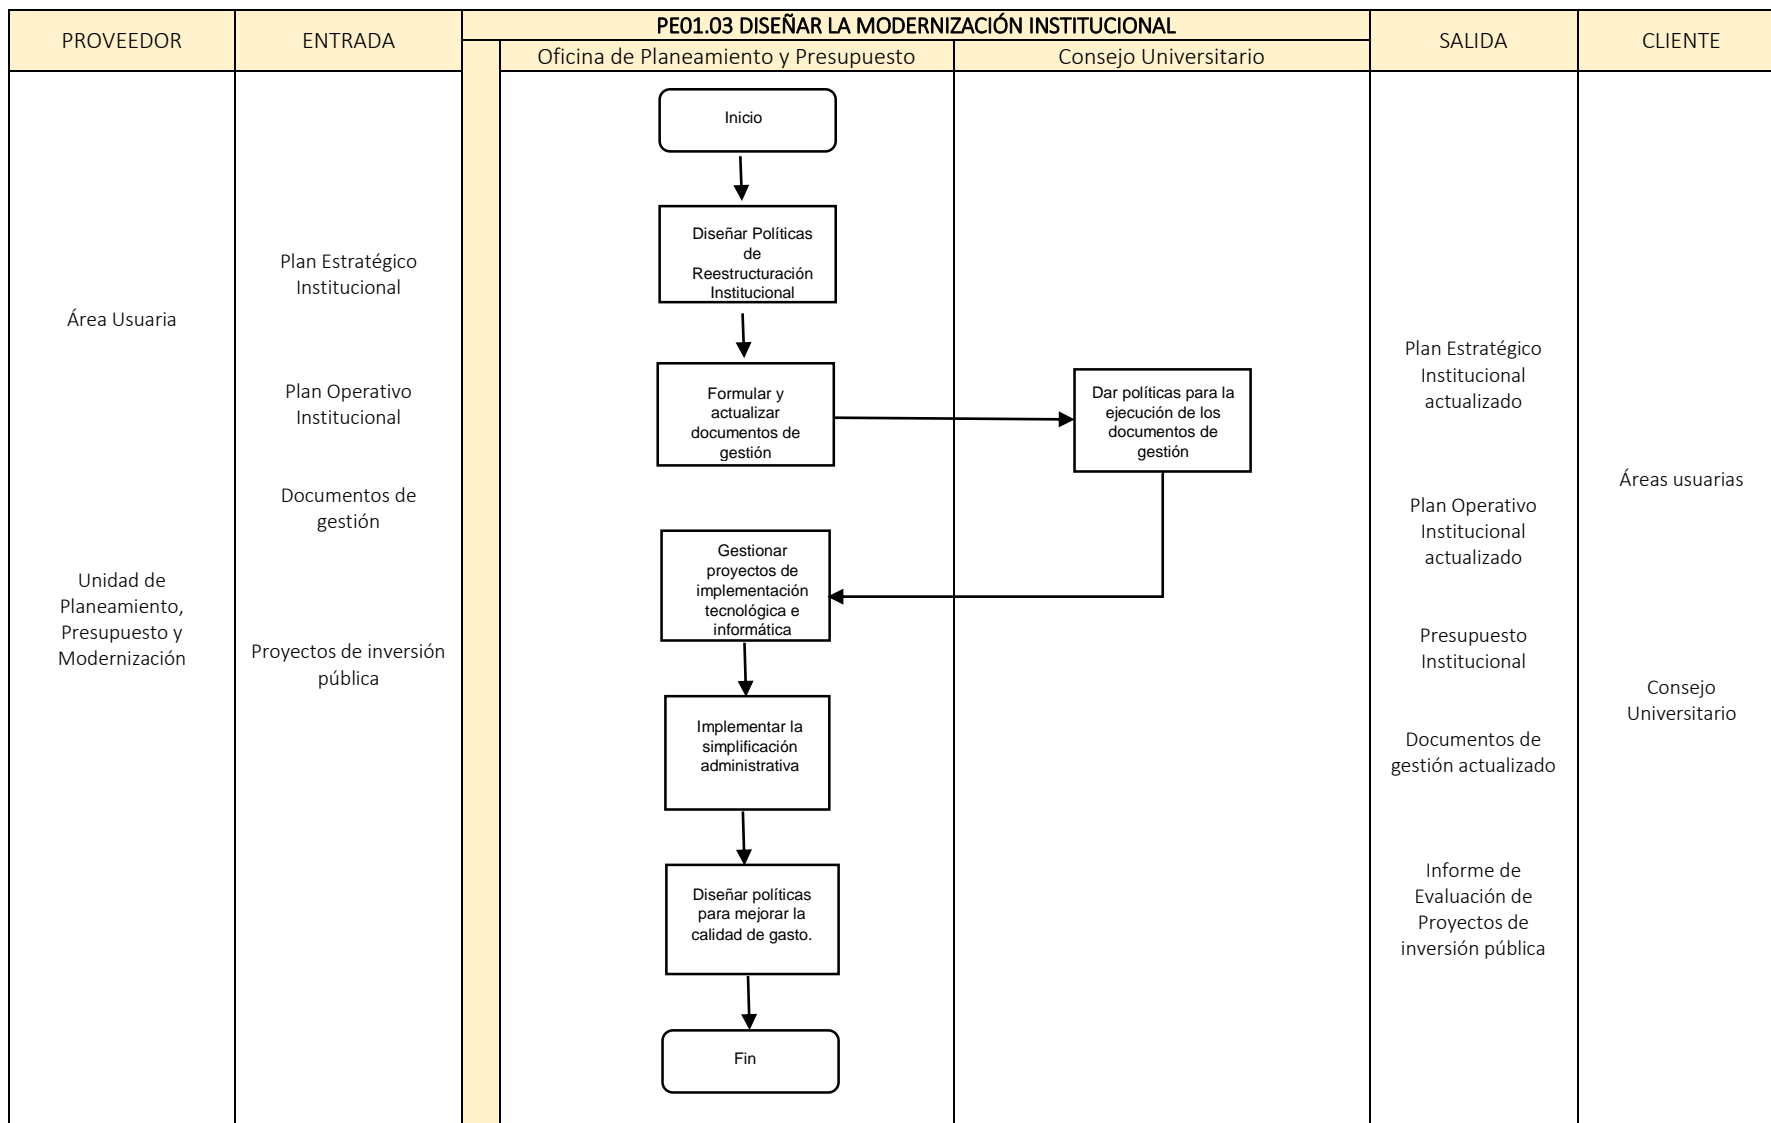 PROVEEDOR
ENTRADA
PE01.03 DISEÑAR LA MODERNIZACIÓN INSTITUCIONAL
Oficina de Planeamiento y Presupuesto
Consejo Universitario
SALIDA
CLIENTE
Área Usuaria
Unidad de
Planeamiento,
Presupuesto y
Modernización
Plan Estratégico
Institucional
Plan Operativo
Institucional
Documentos de
gestión
Proyectos de inversión
pública
Inicio
Diseñar Políticas
de
Reestructuración
Institucional
Formular y
actualizar
documentos de
gestión
Dar políticas para la
ejecución de los
documentos de
gestión
Gestionar
proyectos de
implementación
tecnológica e
informática
Implementar la
simplificación
administrativa
Diseñar políticas
para mejorar la
calidad de gasto.
Fin
Plan Estratégico
Institucional
actualizado
Plan Operativo
Institucional
actualizado
Presupuesto
Institucional
Documentos de
gestión actualizado
Informe de
Evaluación de
Proyectos de
inversión pública
Áreas usuarias
Consejo
Universitario